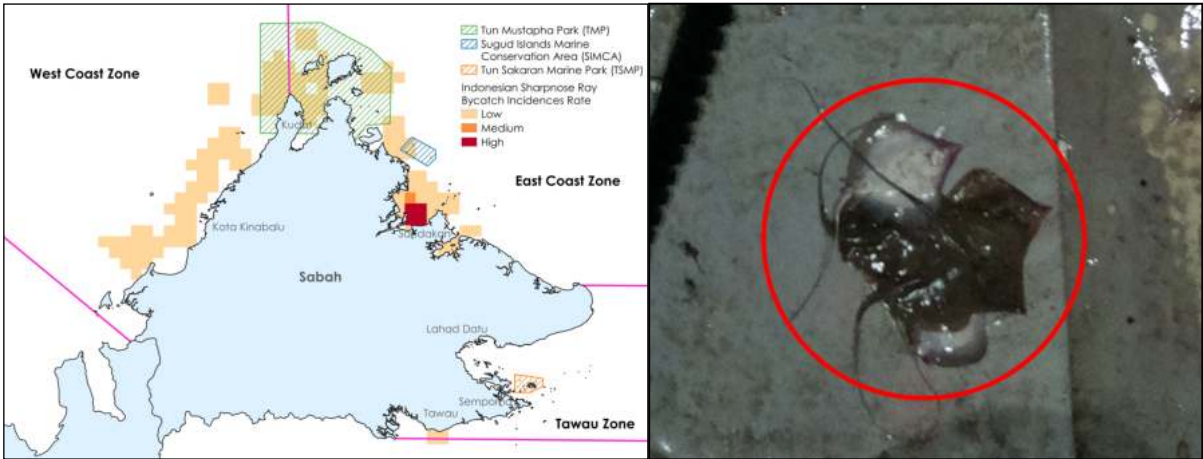 West Coast Zone
Tun Mustapha Park (TMP)
Sugud Islands Marine
Conservation Area (SIMCA)
Tun Sakaran Marine Park (TSMP)
Indonesian Sharpnose Ray
Bycatch Incidences Rate
Low
Medium
High
Kudat
East Coast Zone
Kota Kinabalu
Sandakan
Sabah
Lahad Datu
Semporna
Tawau
Tawau Zone